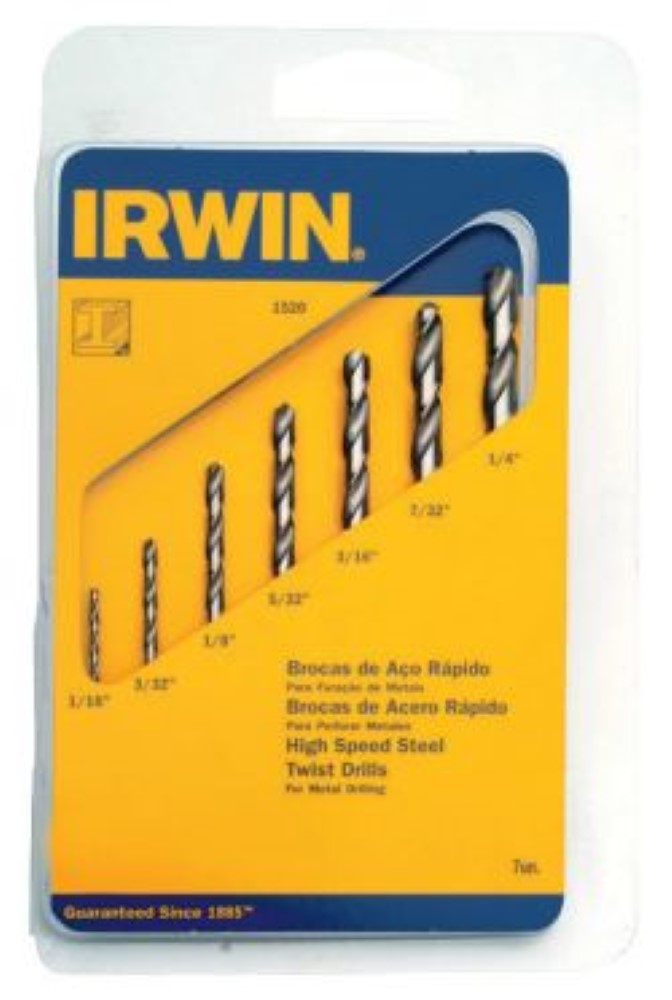 IRWIN®
1520
1/4"
7/32"
3/16"
5/32"
1/8"
3/32"
1/16"
Brocas de Aço Rápido
Para Furação de Metais
Brocas de Acero Rápido
Para Perforar Metales
High Speed Steel
Twist Drills
For Metal Drilling
7un.
Guaranteed Since 1885™